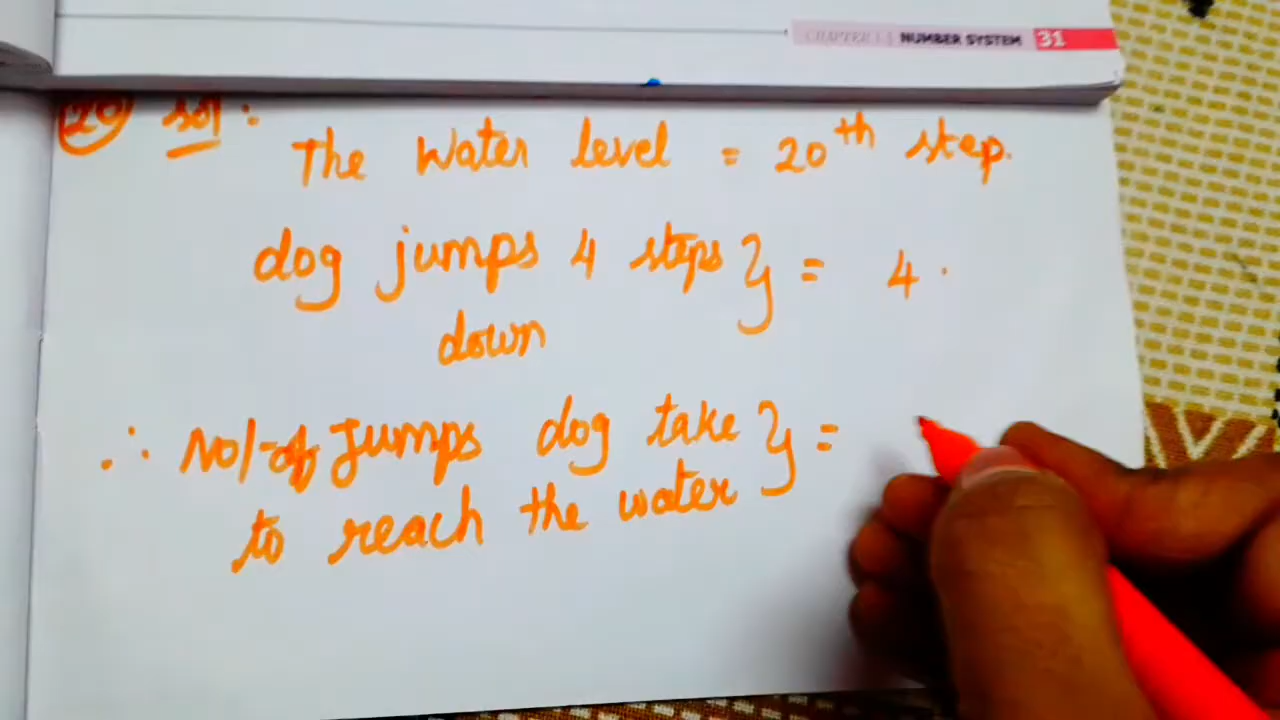 CHAPTER 1 | NUMBER SYSTEM 31
20 Sol :
The Water level = 20th step.
dog jumps 4 steps } = 4.
down
∴ No/-of Jumps dog take } =
to reach the water